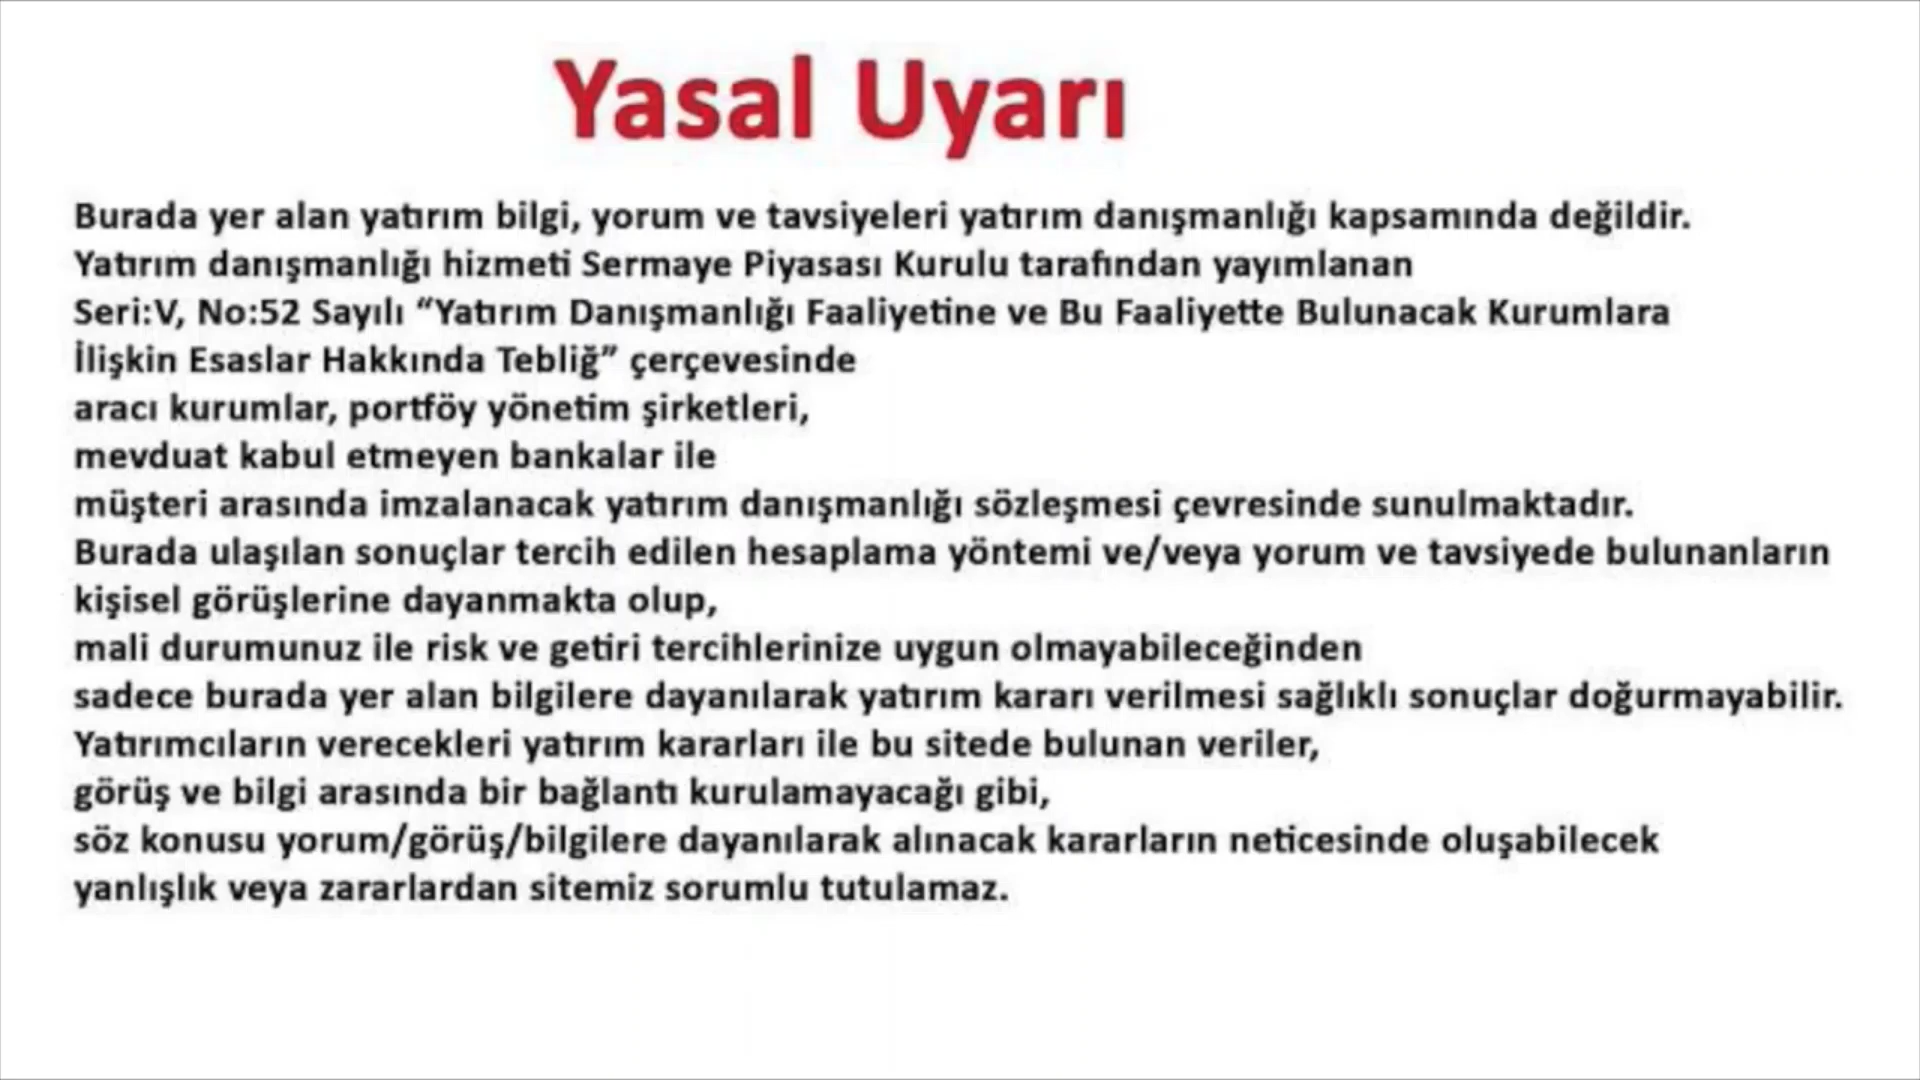 Yasal Uyarı
Burada yer alan yatırım bilgi, yorum ve tavsiyeleri yatırım danışmanlığı kapsamında değildir.
Yatırım danışmanlığı hizmeti Sermaye Piyasası Kurulu tarafından yayımlanan
Seri:V, No:52 Sayılı “Yatırım Danışmanlığı Faaliyetine ve Bu Faaliyette Bulunacak Kurumlara
İlişkin Esaslar Hakkında Tebliğ” çerçevesinde
aracı kurumlar, portföy yönetim şirketleri,
mevduat kabul etmeyen bankalar ile
müşteri arasında imzalanacak yatırım danışmanlığı sözleşmesi çevresinde sunulmaktadır.
Burada ulaşılan sonuçlar tercih edilen hesaplama yöntemi ve/veya yorum ve tavsiyede bulunanların
kişisel görüşlerine dayanmakta olup,
mali durumunuz ile risk ve getiri tercihlerinize uygun olmayabileceğinden
sadece burada yer alan bilgilere dayanılarak yatırım kararı verilmesi sağlıklı sonuçlar doğurmayabilir.
Yatırımcıların verecekleri yatırım kararları ile bu sitede bulunan veriler,
görüş ve bilgi arasında bir bağlantı kurulamayacağı gibi,
söz konusu yorum/görüş/bilgilere dayanılarak alınacak kararların neticesinde oluşabilecek
yanlışlık veya zararlardan sitemiz sorumlu tutulamaz.